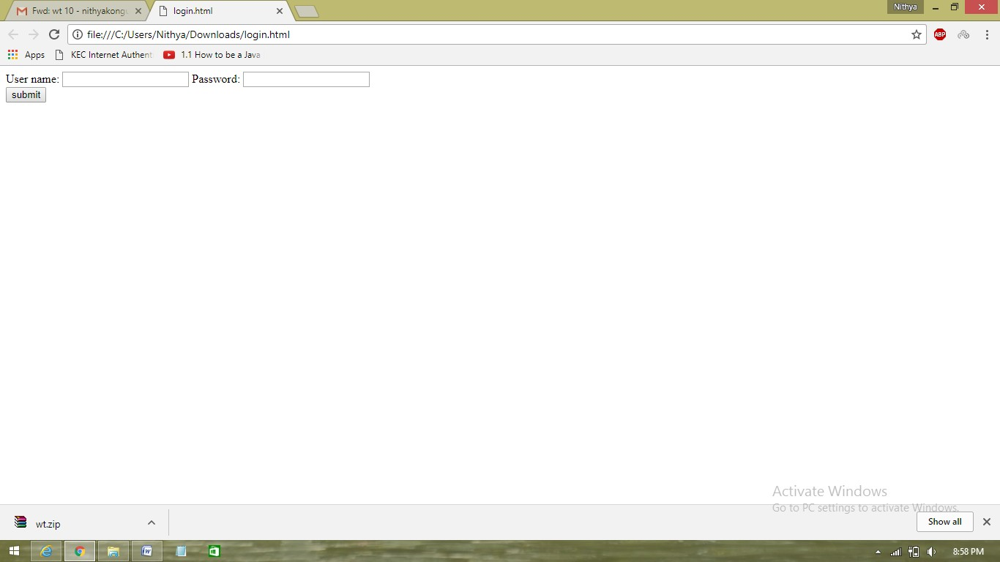 Fwd: wt 10 - nithyakongu
login.html
Nithya
file:///C:/Users/Nithya/Downloads/login.html
ABP
Apps
KEC Internet Authent
1.1 How to be a Java
User name:
Password:
submit
Activate Windows
Go to PC settings to activate Windows.
wt.zip
Show all
8:58 PM